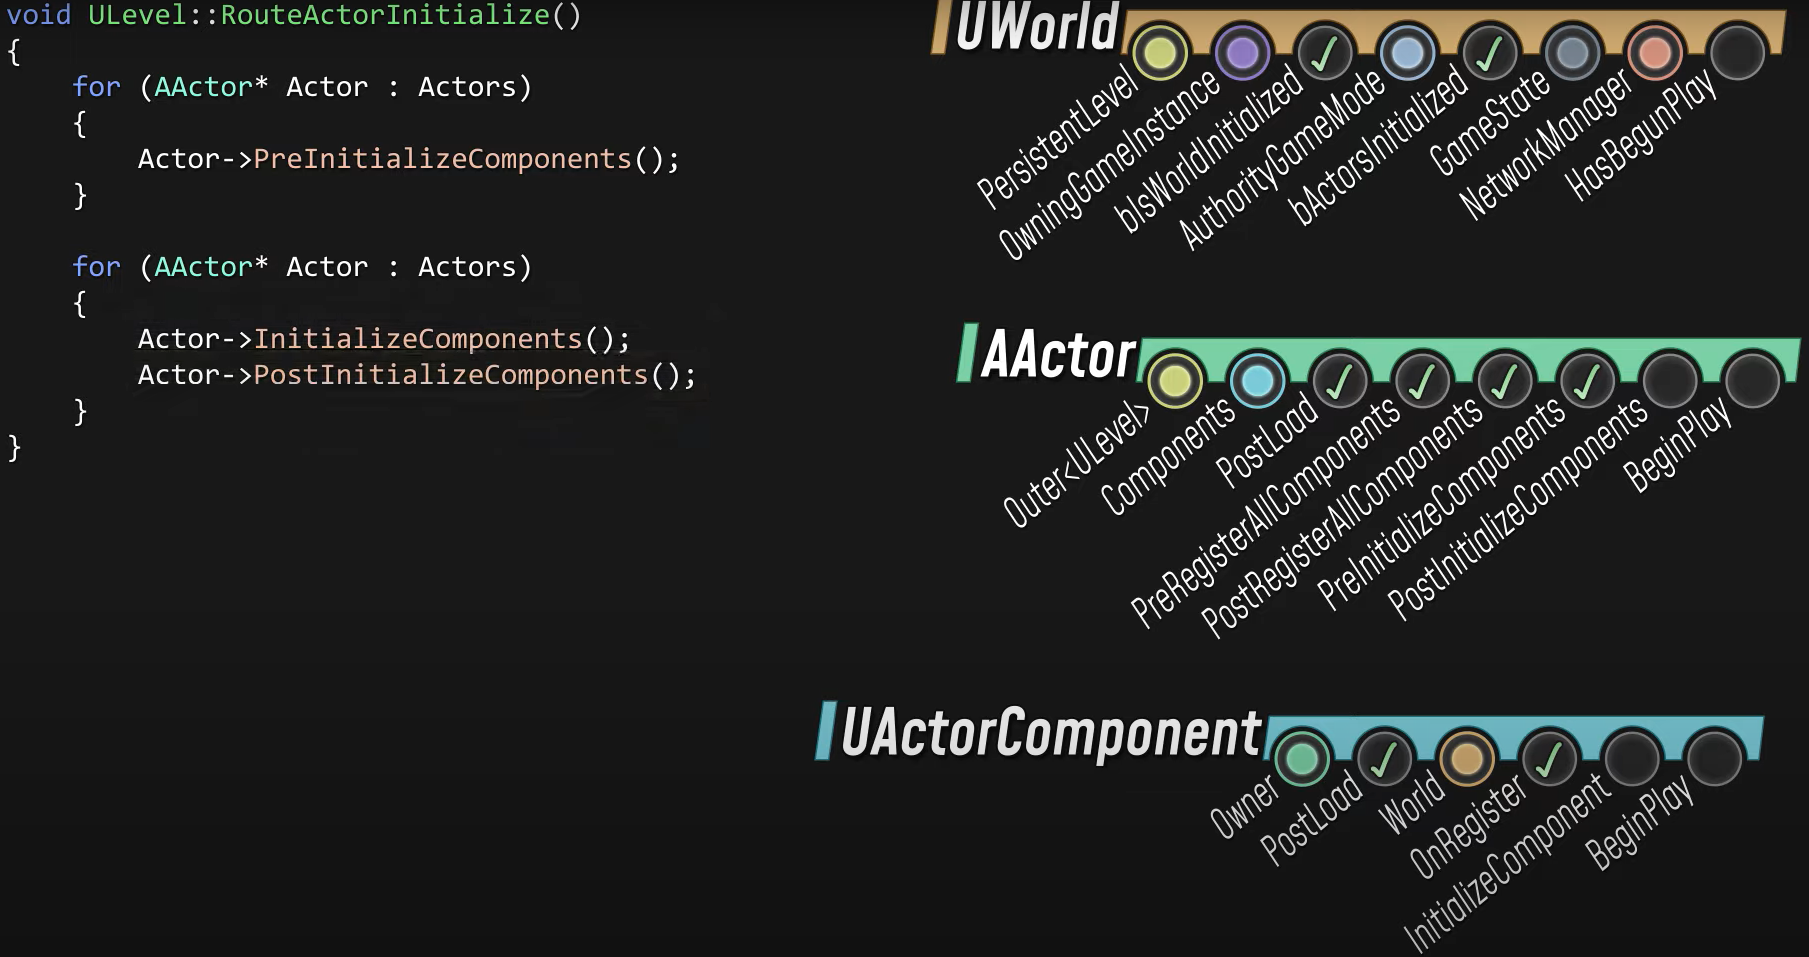 void ULevel::RouteActorInitialize()
{
    for (AActor* Actor : Actors)
    {
        Actor->PreInitializeComponents();
    }

    for (AActor* Actor : Actors)
    {
        Actor->InitializeComponents();
        Actor->PostInitializeComponents();
    }
}
UWorld
PersistentLevel
OwningGameInstance
bIsWorldInitialized
AuthorityGameMode
bActorsInitialized
GameState
NetworkManager
HasBegunPlay
AActor
Outer<ULevel>
Components
PostLoad
PreRegisterAllComponents
PostRegisterAllComponents
PreInitializeComponents
PostInitializeComponents
BeginPlay
UActorComponent
Owner
PostLoad
World
OnRegister
InitializeComponent
BeginPlay